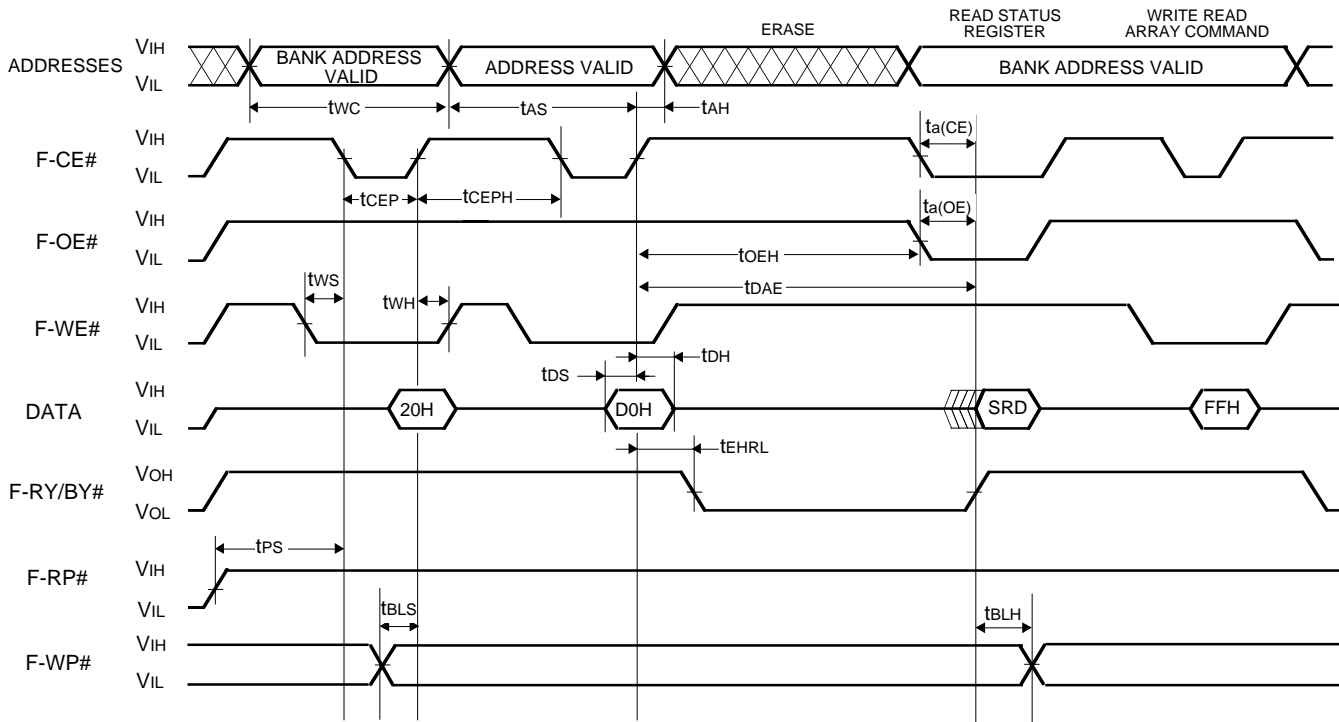 ERASE
READ STATUS
REGISTER
WRITE READ
ARRAY COMMAND
ADDRESSES
VIH
VIL
BANK ADDRESS
VALID
ADDRESS VALID
BANK ADDRESS VALID
tWC
tAS
tAH
F-CE#
VIH
VIL
ta(CE)
tCEP
tCEPH
F-OE#
VIH
VIL
ta(OE)
tOEH
tDAE
F-WE#
VIH
VIL
tWS
tWH
tDH
tDS
DATA
VIH
VIL
20H
D0H
SRD
FFH
tEHRL
F-RY/BY#
VOH
VOL
tPS
F-RP#
VIH
VIL
tBLS
tBLH
F-WP#
VIH
VIL